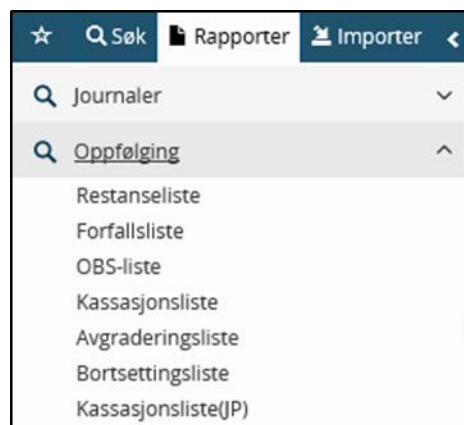 Søk Rapporter Importer
Journaler
Oppfølging
Restanseliste
Forfallsliste
OBS-liste
Kassasjonsliste
Avgraderingsliste
Bortsettingsliste
Kassasjonsliste(JP)